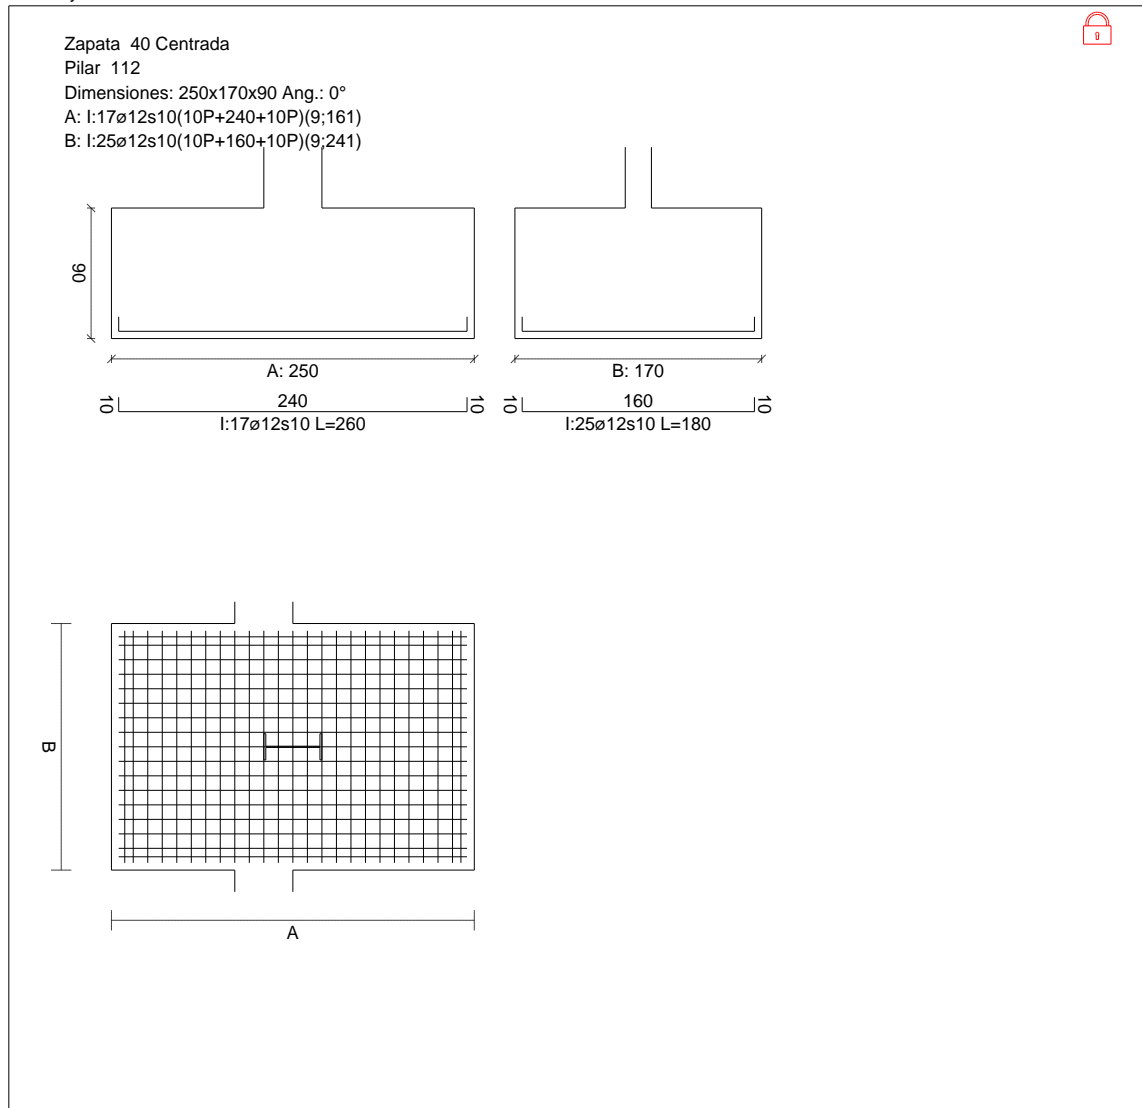 Zapata 40 Centrada
Pilar 112
Dimensiones: 250x170x90 Ang.: 0°
A: I:17ø12s10(10P+240+10P)(9;161)
B: I:25ø12s10(10P+160+10P)(9;241)
90
A: 250
B: 170
10
240
10
10
160
10
I:17ø12s10 L=260
I:25ø12s10 L=180
B
A